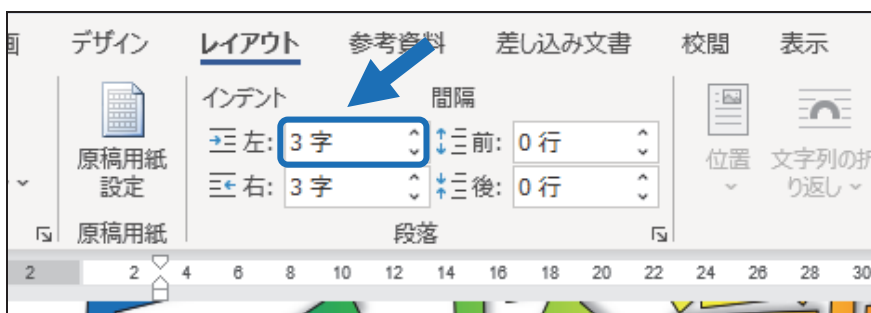 画 デザイン レイアウト 参考資料 差し込み文書 校閲 表示
インデント 間隔
左: 3 字 前: 0 行
右: 3 字 後: 0 行
原稿用紙
設定
位置
文字列の折
り返し
原稿用紙 段落
2 2 4 6 8 10 12 14 16 18 20 22 24 26 28 30